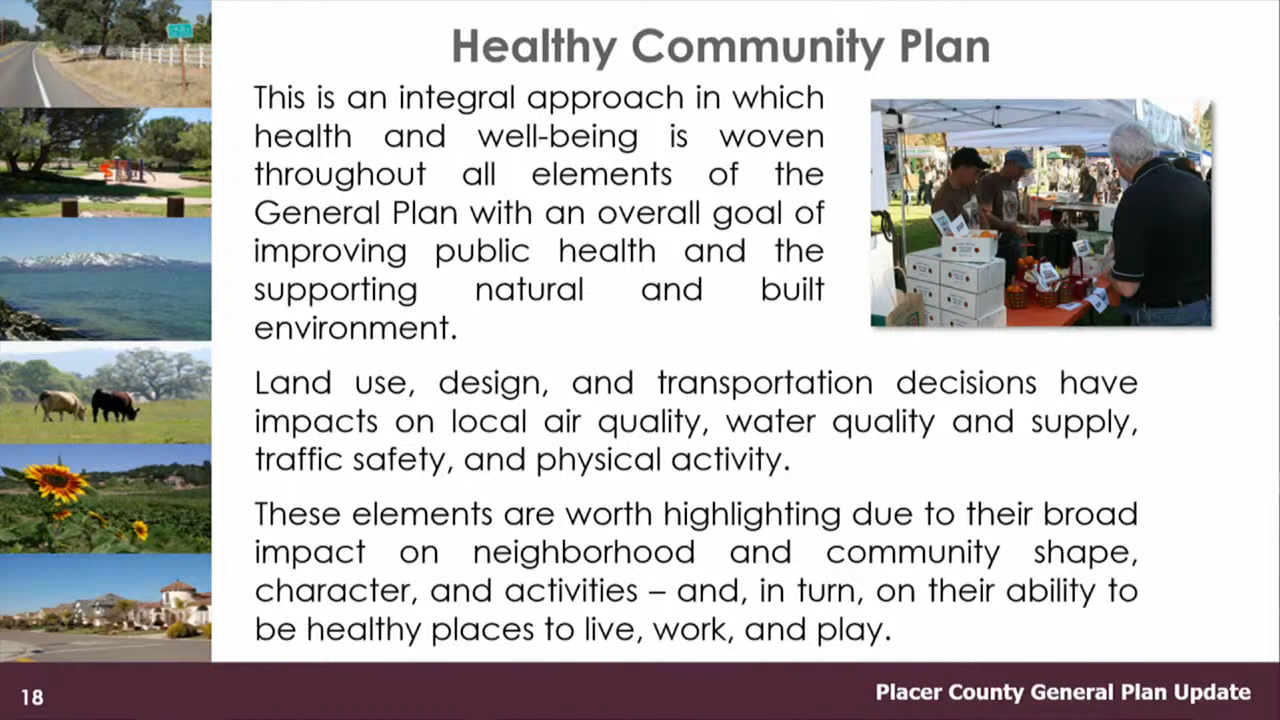 Healthy Community Plan
This is an integral approach in which
health and well-being is woven
throughout all elements of the
General Plan with an overall goal of
improving public health and the
supporting natural and built
environment.
Land use, design, and transportation decisions have
impacts on local air quality, water quality and supply,
traffic safety, and physical activity.
These elements are worth highlighting due to their broad
impact on neighborhood and community shape,
character, and activities – and, in turn, on their ability to
be healthy places to live, work, and play.
18
Placer County General Plan Update